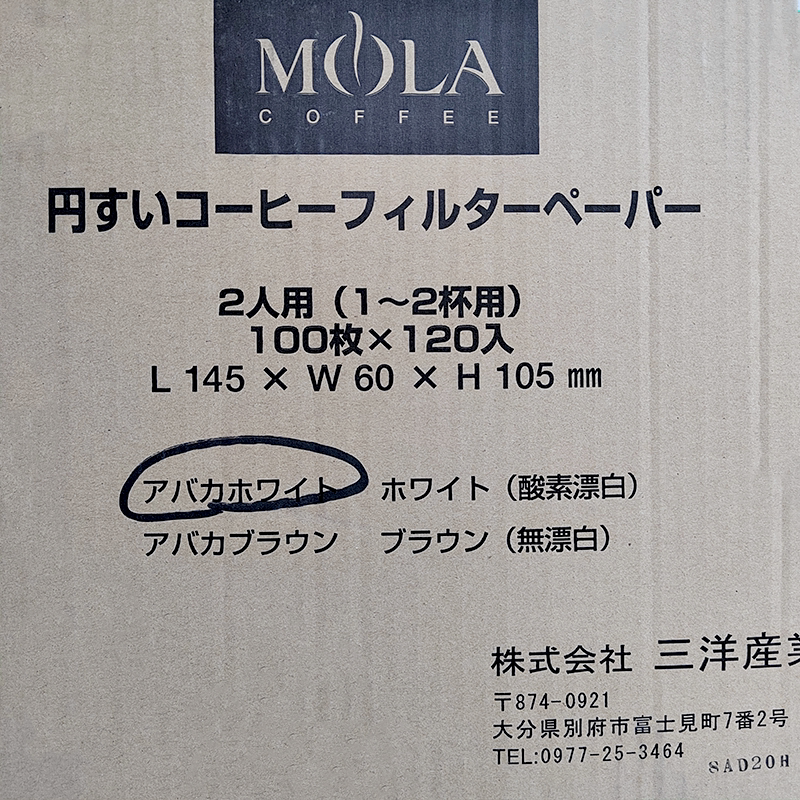 MOLA
COFFEE
円すいコーヒーフィルターペーパー
2人用（1～2杯用）
100枚×120入
L 145 × W 60 × H 105 ㎜
アバカホワイト ホワイト（酸素漂白）
アバカブラウン ブラウン（無漂白）
株式会社 三洋産業
〒874-0921
大分県別府市富士見町7番2号
TEL:0977-25-3464
8AD20H